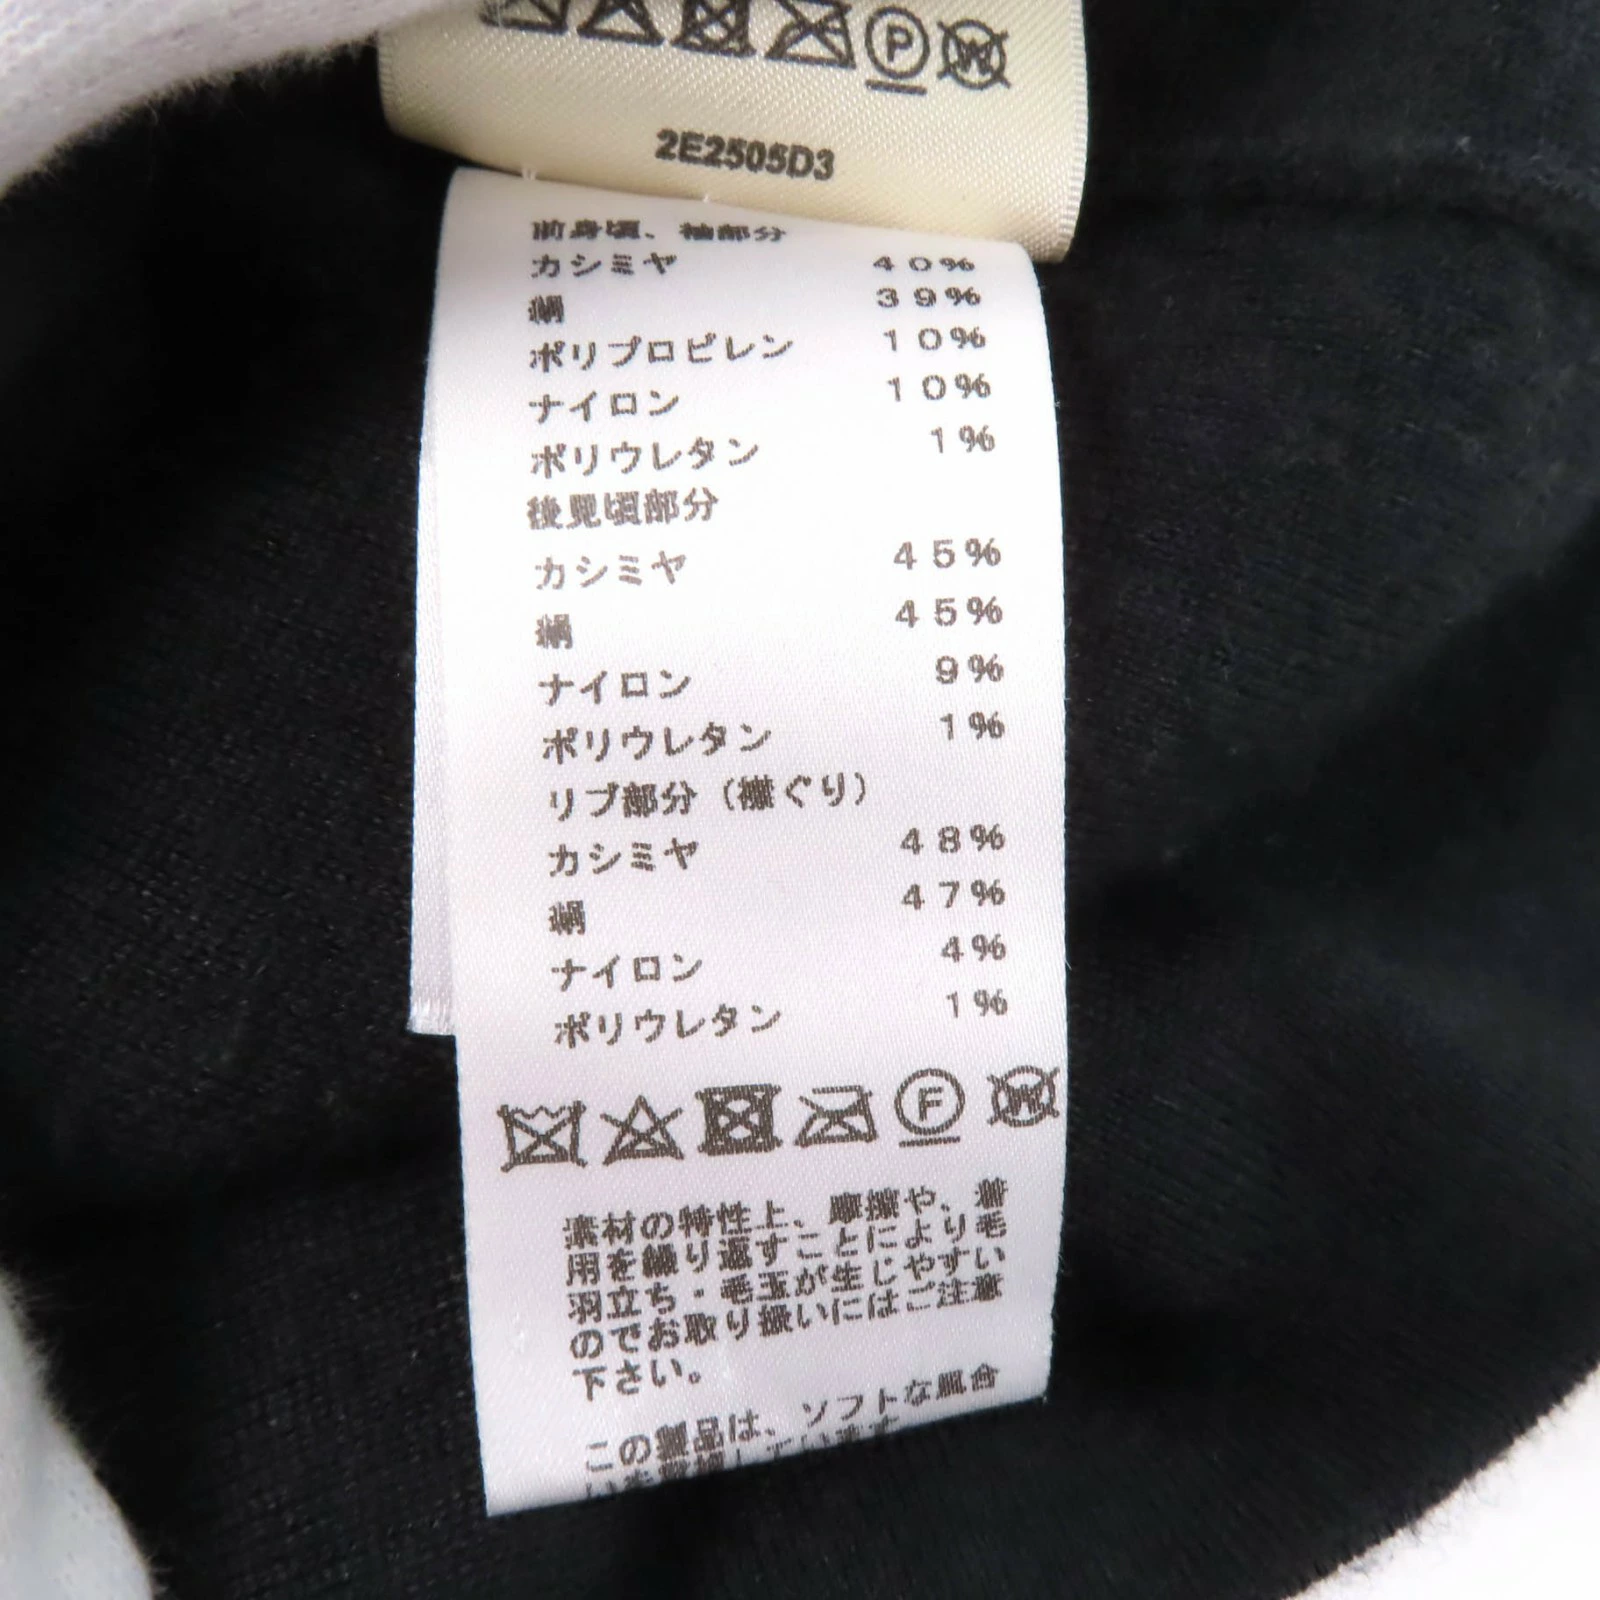 2E2505D3
前身頃、袖部分
カシミヤ 40%
絹 39%
ポリプロピレン 10%
ナイロン 10%
ポリウレタン 1%
後見頃部分
カシミヤ 45%
絹 45%
ナイロン 9%
ポリウレタン 1%
リブ部分（襟ぐり）
カシミヤ 48%
絹 47%
ナイロン 4%
ポリウレタン 1%
素材の特性上、摩擦や、着
用を繰り返すことにより毛
羽立ち・毛玉が生じやすい
のでお取り扱いにはご注意
下さい。
この製品は、ソフトな風合